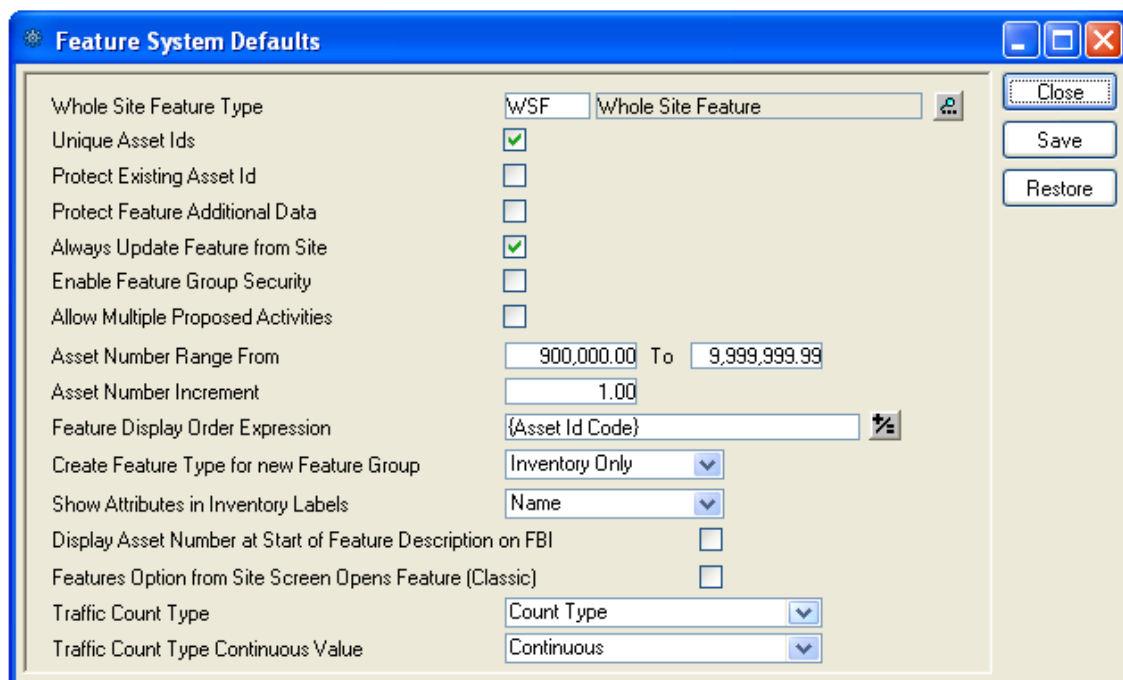 Feature System Defaults
Whole Site Feature Type WSF Whole Site Feature Close
Unique Asset Ids Save
Protect Existing Asset Id Restore
Protect Feature Additional Data
Always Update Feature from Site
Enable Feature Group Security
Allow Multiple Proposed Activities
Asset Number Range From 900,000.00 To 9,999,999.99
Asset Number Increment 1.00
Feature Display Order Expression {Asset Id Code}
Create Feature Type for new Feature Group Inventory Only
Show Attributes in Inventory Labels Name
Display Asset Number at Start of Feature Description on FBI
Features Option from Site Screen Opens Feature (Classic)
Traffic Count Type Count Type
Traffic Count Type Continuous Value Continuous